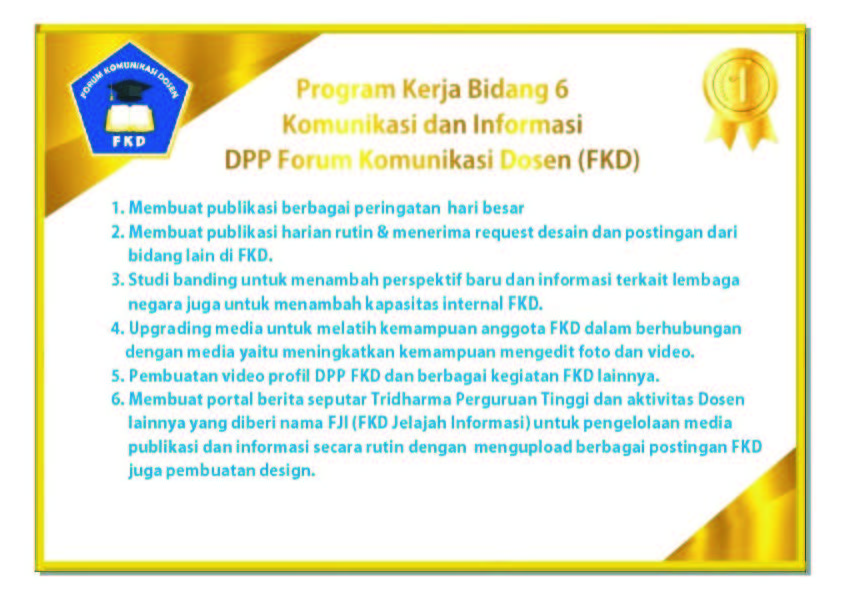 FORUM KOMUNIKASI DOSEN
FKD
1
Program Kerja Bidang 6
Komunikasi dan Informasi
DPP Forum Komunikasi Dosen (FKD)
1. Membuat publikasi berbagai peringatan hari besar
2. Membuat publikasi harian rutin & menerima request desain dan postingan dari
bidang lain di FKD.
3. Studi banding untuk menambah perspektif baru dan informasi terkait lembaga
negara juga untuk menambah kapasitas internal FKD.
4. Upgrading media untuk melatih kemampuan anggota FKD dalam berhubungan
dengan media yaitu meningkatkan kemampuan mengedit foto dan video.
5. Pembuatan video profil DPP FKD dan berbagai kegiatan FKD lainnya.
6. Membuat portal berita seputar Tridharma Perguruan Tinggi dan aktivitas Dosen
lainnya yang diberi nama FJI (FKD Jelajah Informasi) untuk pengelolaan media
publikasi dan informasi secara rutin dengan mengupload berbagai postingan FKD
juga pembuatan design.